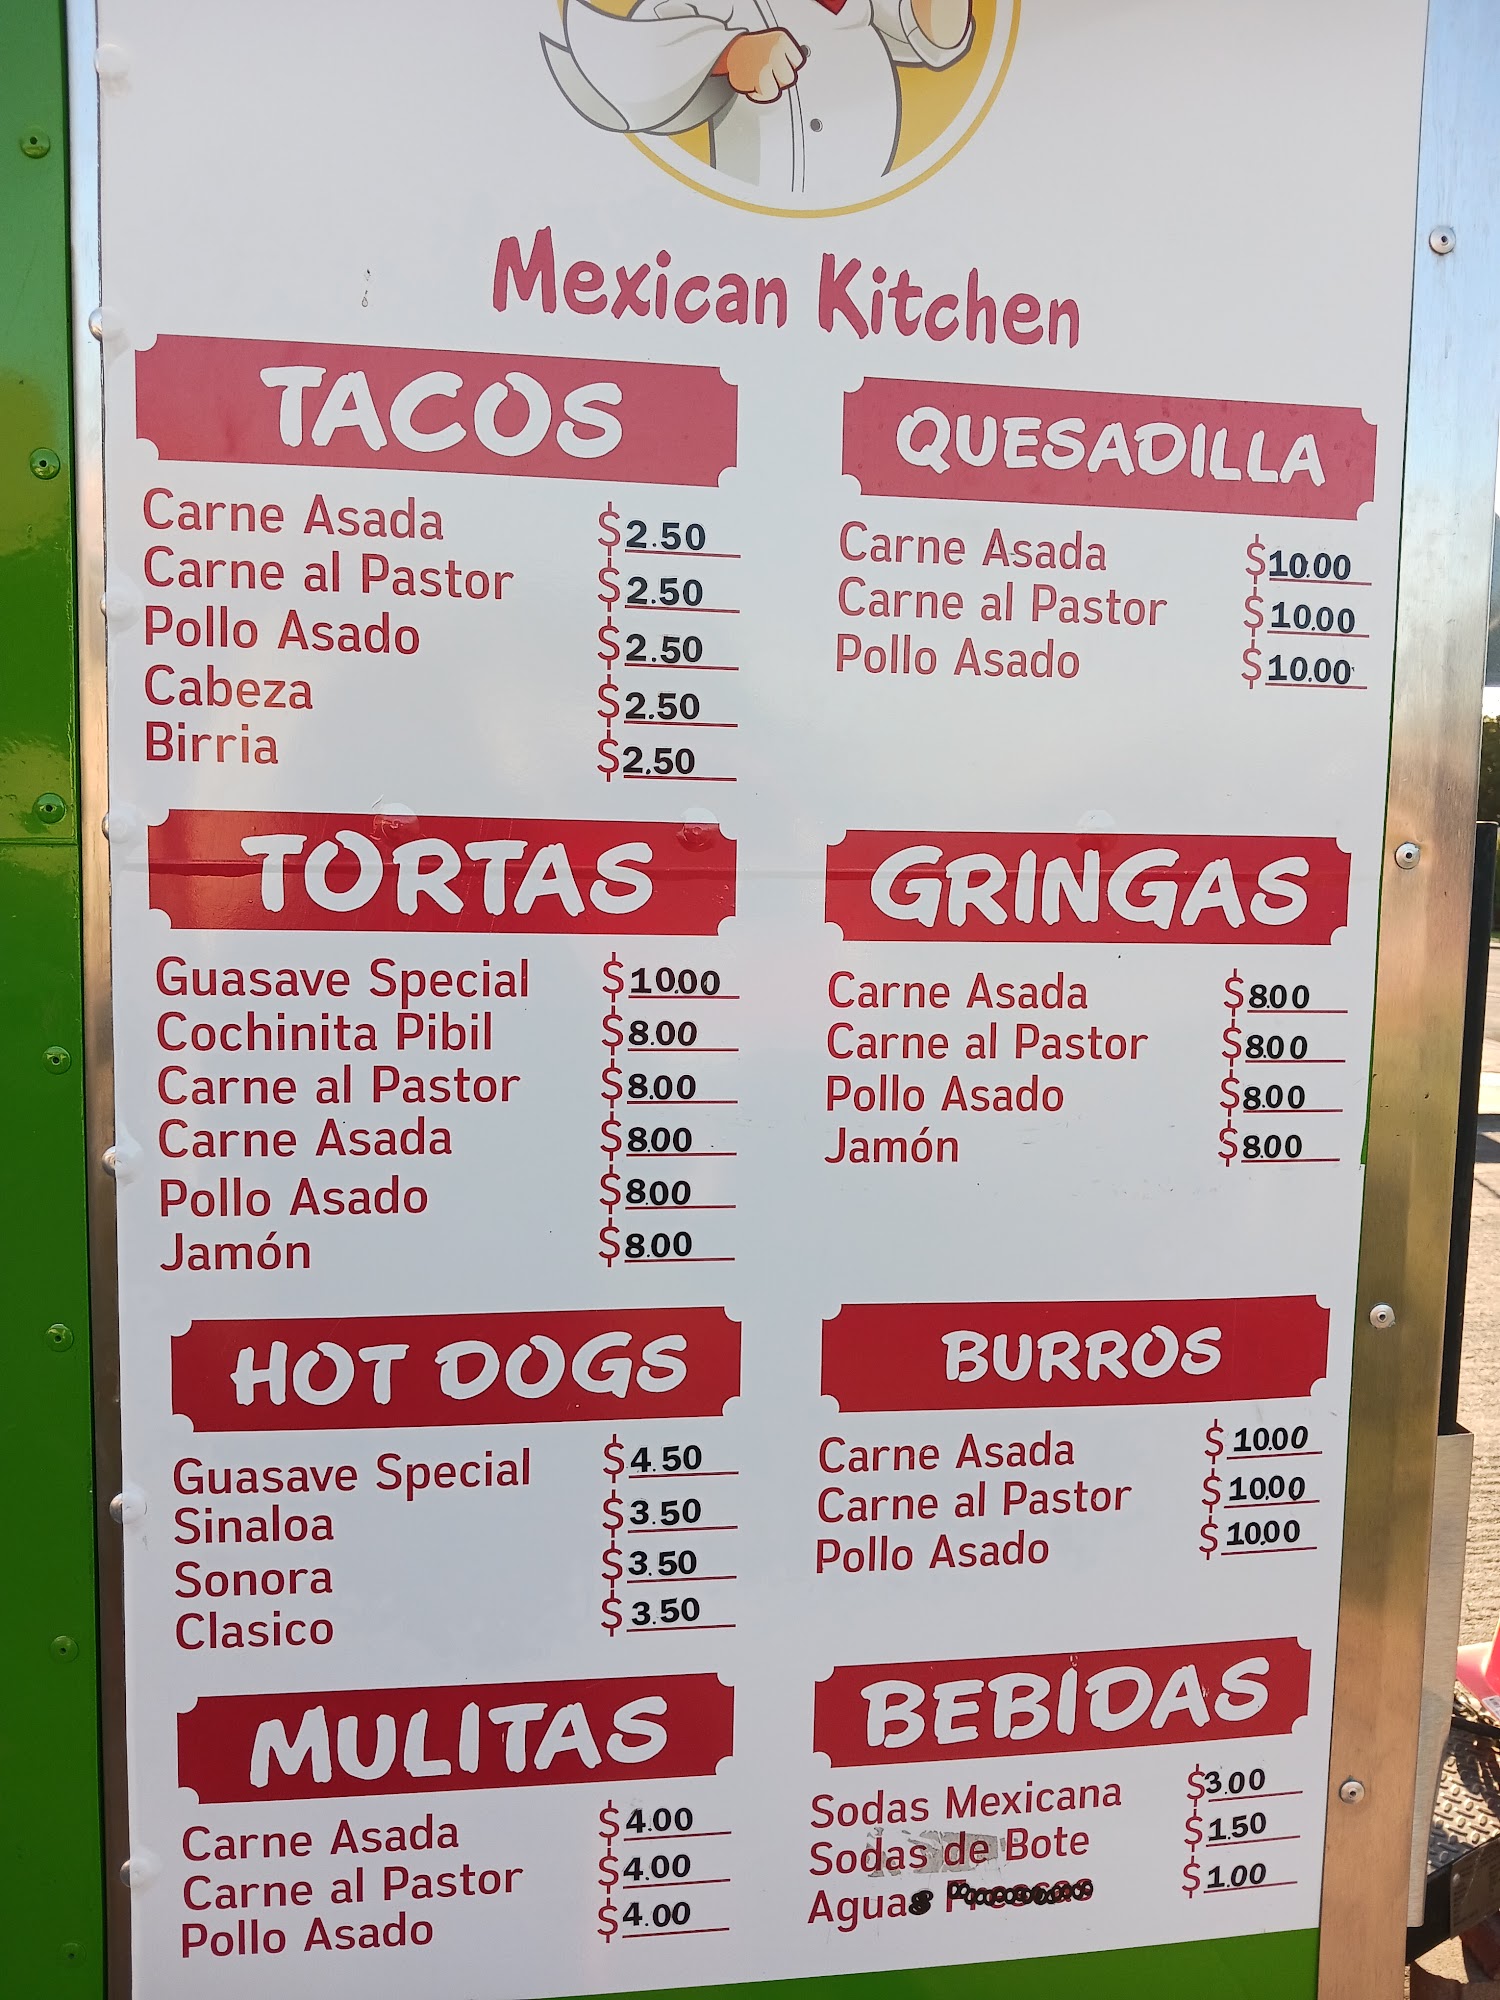 Mexican Kitchen
TACOS
Carne Asada $2.50
Carne al Pastor $2.50
Pollo Asado $2.50
Cabeza $2.50
Birria $2.50
QUESADILLA
Carne Asada $10.00
Carne al Pastor $10.00
Pollo Asado $10.00
TORTAS
Guasave Special $10.00
Cochinita Pibil $8.00
Carne al Pastor $8.00
Carne Asada $8.00
Pollo Asado $8.00
Jamón $8.00
GRINGAS
Carne Asada $8.00
Carne al Pastor $8.00
Pollo Asado $8.00
Jamón $8.00
HOT DOGS
Guasave Special $4.50
Sinaloa $3.50
Sonora $3.50
Clasico $3.50
BURROS
Carne Asada $10.00
Carne al Pastor $10.00
Pollo Asado $10.00
MULITAS
Carne Asada $4.00
Carne al Pastor $4.00
Pollo Asado $4.00
BEBIDAS
Sodas Mexicana $3.00
Sodas de Bote $1.50
Agua $1.00